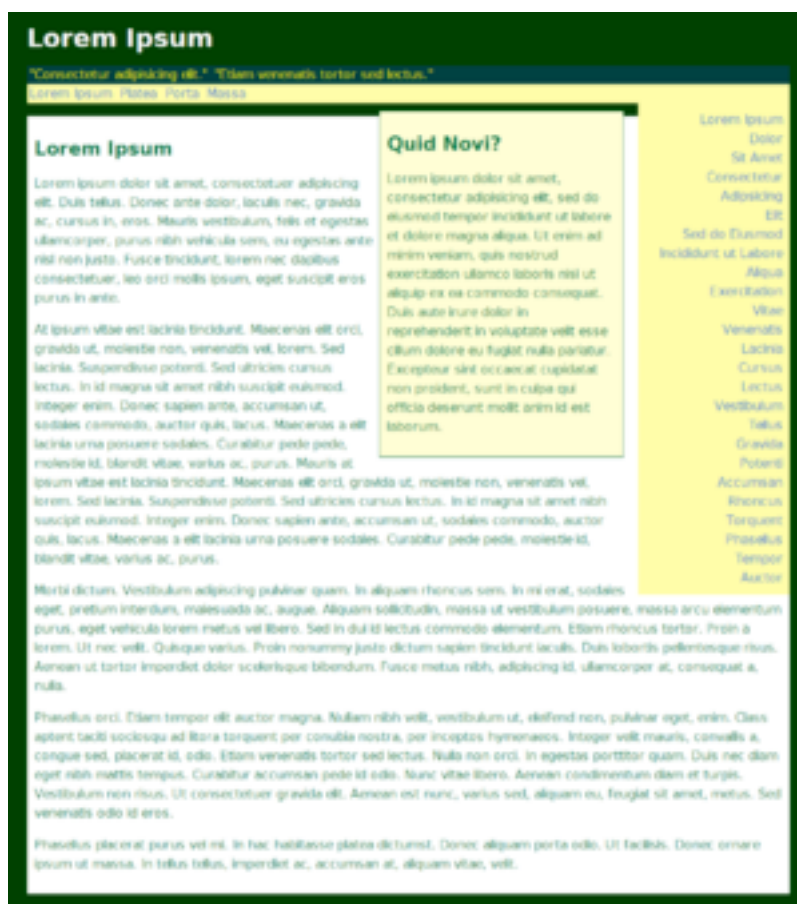 Lorem Ipsum
"Consectetur adipisicing elit." "Etiam venenatis tortor sed lectus."
Lorem Ipsum Platea Porta Massa
Lorem Ipsum
Lorem ipsum dolor sit amet, consectetuer adipiscing
elit. Duis tellus. Donec ante dolor, iaculis nec, gravida
ac, cursus in, eros. Mauris vestibulum, felis et egestas
ullamcorper, purus nibh vehicula sem, eu egestas ante
nisl non justo. Fusce tincidunt, lorem nec dapibus
consectetuer, leo orci mollis ipsum, eget suscipit eros
purus in ante.
At ipsum vitae est lacinia tincidunt. Maecenas elit orci,
gravida ut, molestie non, venenatis vel, lorem. Sed
lacinia. Suspendisse potenti. Sed ultricies cursus
lectus. In id magna sit amet nibh suscipit euismod.
Integer enim. Donec sapien ante, accumsan ut,
sodales commodo, auctor quis, lacus. Maecenas a elit
lacinia urna posuere sodales. Curabitur pede pede,
molestie id, blandit vitae, varius ac, purus. Mauris at
ipsum vitae est lacinia tincidunt. Maecenas elit orci, gravida ut, molestie non, venenatis vel,
lorem. Sed lacinia. Suspendisse potenti. Sed ultricies cursus lectus. In id magna sit amet nibh
suscipit euismod. Integer enim. Donec sapien ante, accumsan ut, sodales commodo, auctor
quis, lacus. Maecenas a elit lacinia urna posuere sodales. Curabitur pede pede, molestie id,
blandit vitae, varius ac, purus.
Morbi dictum. Vestibulum adipiscing pulvinar quam. In aliquam rhoncus sem. In mi erat, sodales
eget, pretium interdum, malesuada ac, augue. Aliquam sollicitudin, massa ut vestibulum posuere, massa arcu elementum
purus, eget vehicula lorem metus vel libero. Sed in dui id lectus commodo elementum. Etiam rhoncus tortor. Proin a
lorem. Ut nec velit. Quisque varius. Proin nonummy justo dictum sapien tincidunt iaculis. Duis lobortis pellentesque risus.
Aenean ut tortor imperdiet dolor scelerisque bibendum. Fusce metus nibh, adipiscing id, ullamcorper at, consequat a,
nulla.
Phasellus orci. Etiam tempor elit auctor magna. Nullam nibh velit, vestibulum ut, eleifend non, pulvinar eget, enim. Class
aptent taciti sociosqu ad litora torquent per conubia nostra, per inceptos hymenaeos. Integer velit mauris, convallis a,
congue sed, placerat id, odio. Etiam venenatis tortor sed lectus. Nulla non orci. In egestas porttitor quam. Duis nec diam
eget nibh mattis tempus. Curabitur accumsan pede id odio. Nunc vitae libero. Aenean condimentum diam et turpis.
Vestibulum non risus. Ut consectetuer gravida elit. Aenean est nunc, varius sed, aliquam eu, feugiat sit amet, metus. Sed
venenatis odio id eros.
Phasellus placerat purus vel mi. In hac habitasse platea dictumst. Donec aliquam porta odio. Ut facilisis. Donec ornare
ipsum ut massa. In tellus tellus, imperdiet ac, accumsan at, aliquam vitae, velit.
Quid Novi?
Lorem ipsum dolor sit amet,
consectetur adipisicing elit, sed do
eiusmod tempor incididunt ut labore
et dolore magna aliqua. Ut enim ad
minim veniam, quis nostrud
exercitation ullamco laboris nisi ut
aliquip ex ea commodo consequat.
Duis aute irure dolor in
reprehenderit in voluptate velit esse
cillum dolore eu fugiat nulla pariatur.
Excepteur sint occaecat cupidatat
non proident, sunt in culpa qui
officia deserunt mollit anim id est
laborum.
Lorem Ipsum
Dolor
Sit Amet
Consectetur
Adipisicing
Elit
Sed do Eiusmod
Incididunt ut Labore
Aliqua
Exercitation
Vitae
Venenatis
Lacinia
Cursus
Lectus
Vestibulum
Tellus
Gravida
Potenti
Accumsan
Rhoncus
Torquent
Phasellus
Tempor
Auctor